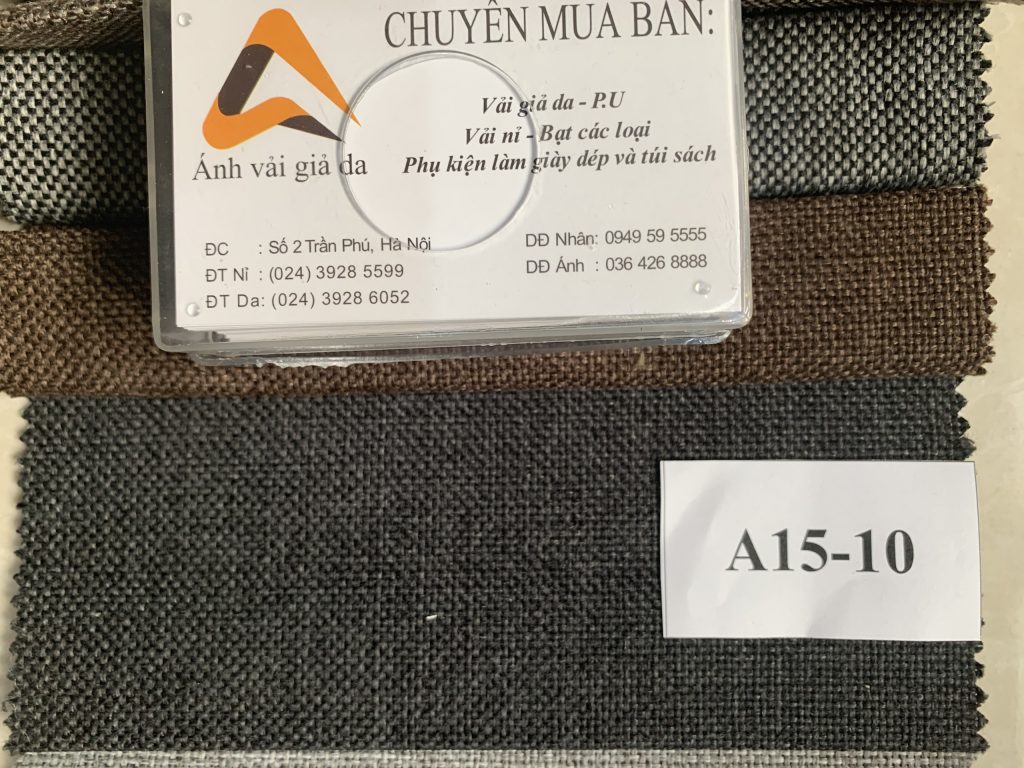 CHUYÊN MUA BÁN:
Vải giả da - P.U
Vải nỉ - Bạt các loại
Phụ kiện làm giày dép và túi sách
Ánh vải giả da
ĐC : Số 2 Trần Phú, Hà Nội
ĐT Nỉ : (024) 3928 5599
ĐT Da: (024) 3928 6052
DĐ Nhân: 0949 59 5555
DĐ Ánh : 036 426 8888
A15-10